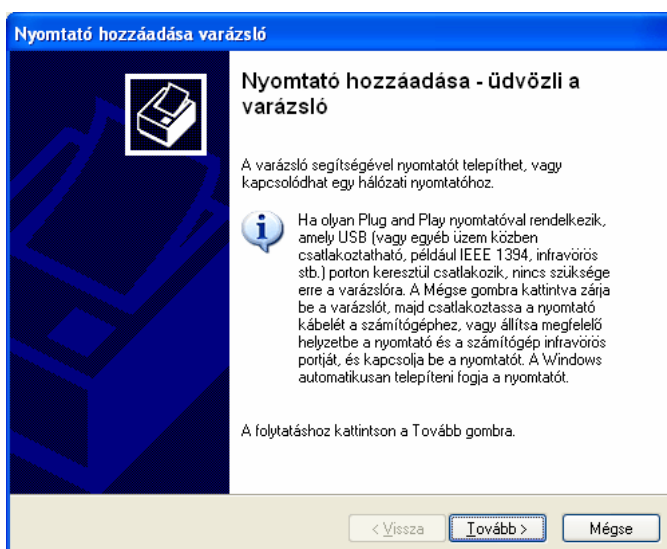 Nyomtató hozzáadása varázsló
Nyomtató hozzáadása - üdvözli a
varázsló
A varázsló segítségével nyomtatót telepíthet, vagy
kapcsolódhat egy hálózati nyomtatóhoz.
Ha olyan Plug and Play nyomtatóval rendelkezik,
amely USB (vagy egyéb üzem közben
csatlakoztatható, például IEEE 1394, infravörös
stb.) porton keresztül csatlakozik, nincs szüksége
erre a varázslóra. A Mégse gombra kattintva zárja
be a varázslót, majd csatlakoztassa a nyomtató
kábelét a számítógéphez, vagy állítsa megfelelő
helyzetbe a nyomtató és a számítógép infravörös
portját, és kapcsolja be a nyomtatót. A Windows
automatikusan telepíteni fogja a nyomtatót.
A folytatáshoz kattintson a Tovább gombra.
< Vissza Tovább > Mégse